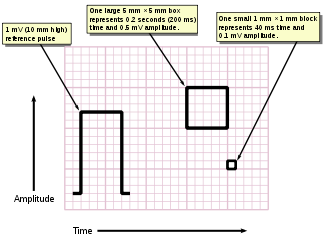 1 mV (10 mm high)
reference pulse
One large 5 mm × 5 mm box
represents 0.2 seconds (200 ms)
time and 0.5 mV amplitude.
One small 1 mm × 1 mm block
represents 40 ms time and
0.1 mV amplitude.
Amplitude
Time